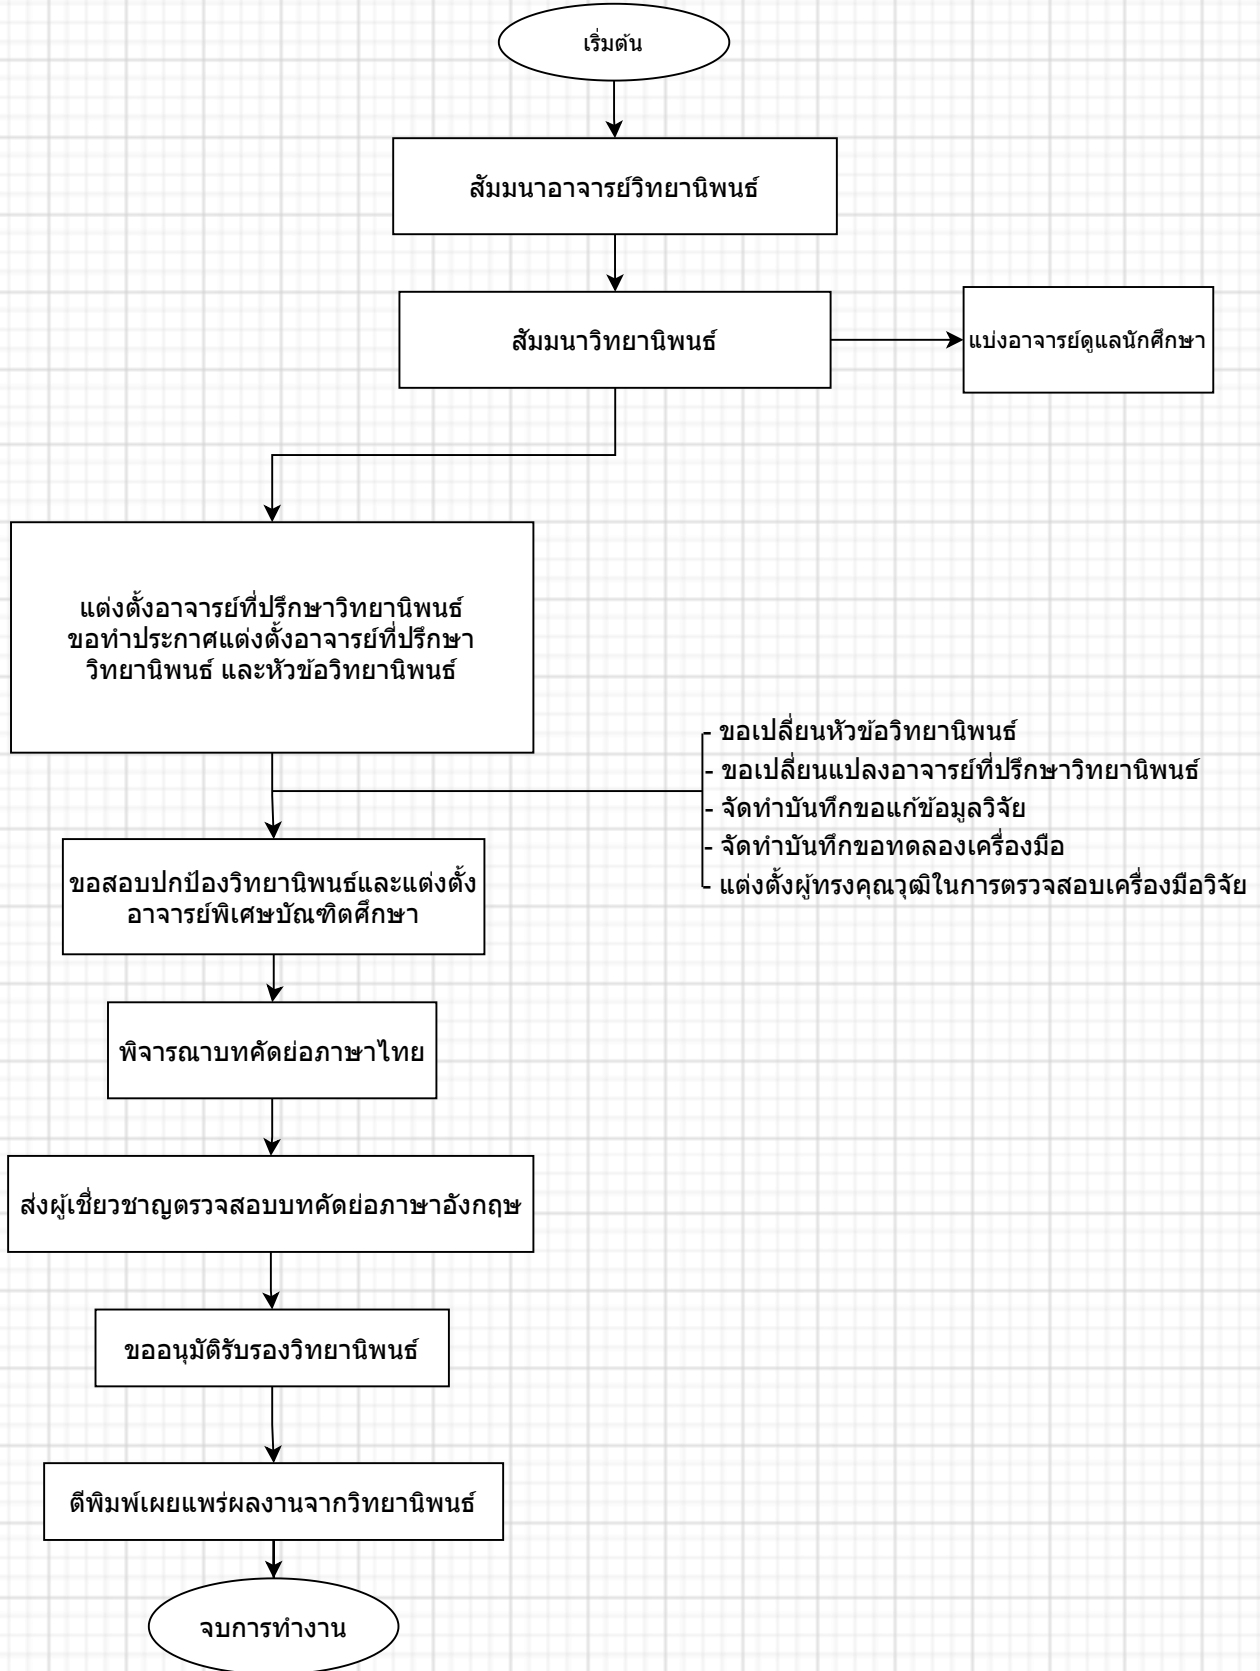 เริ่มต้น
สัมมนาอาจารย์วิทยานิพนธ์
สัมมนาวิทยานิพนธ์
แบ่งอาจารย์ดูแลนักศึกษา
แต่งตั้งอาจารย์ที่ปรึกษาวิทยานิพนธ์
ขอทำประกาศแต่งตั้งอาจารย์ที่ปรึกษา
วิทยานิพนธ์ และหัวข้อวิทยานิพนธ์
- ขอเปลี่ยนหัวข้อวิทยานิพนธ์
- ขอเปลี่ยนแปลงอาจารย์ที่ปรึกษาวิทยานิพนธ์
- จัดทำบันทึกขอแก้ข้อมูลวิจัย
- จัดทำบันทึกขอทดลองเครื่องมือ
- แต่งตั้งผู้ทรงคุณวุฒิในการตรวจสอบเครื่องมือวิจัย
ขอสอบปกป้องวิทยานิพนธ์และแต่งตั้ง
อาจารย์พิเศษบัณฑิตศึกษา
พิจารณาบทคัดย่อภาษาไทย
ส่งผู้เชี่ยวชาญตรวจสอบบทคัดย่อภาษาอังกฤษ
ขออนุมัติรับรองวิทยานิพนธ์
ตีพิมพ์เผยแพร่ผลงานจากวิทยานิพนธ์
จบการทำงาน